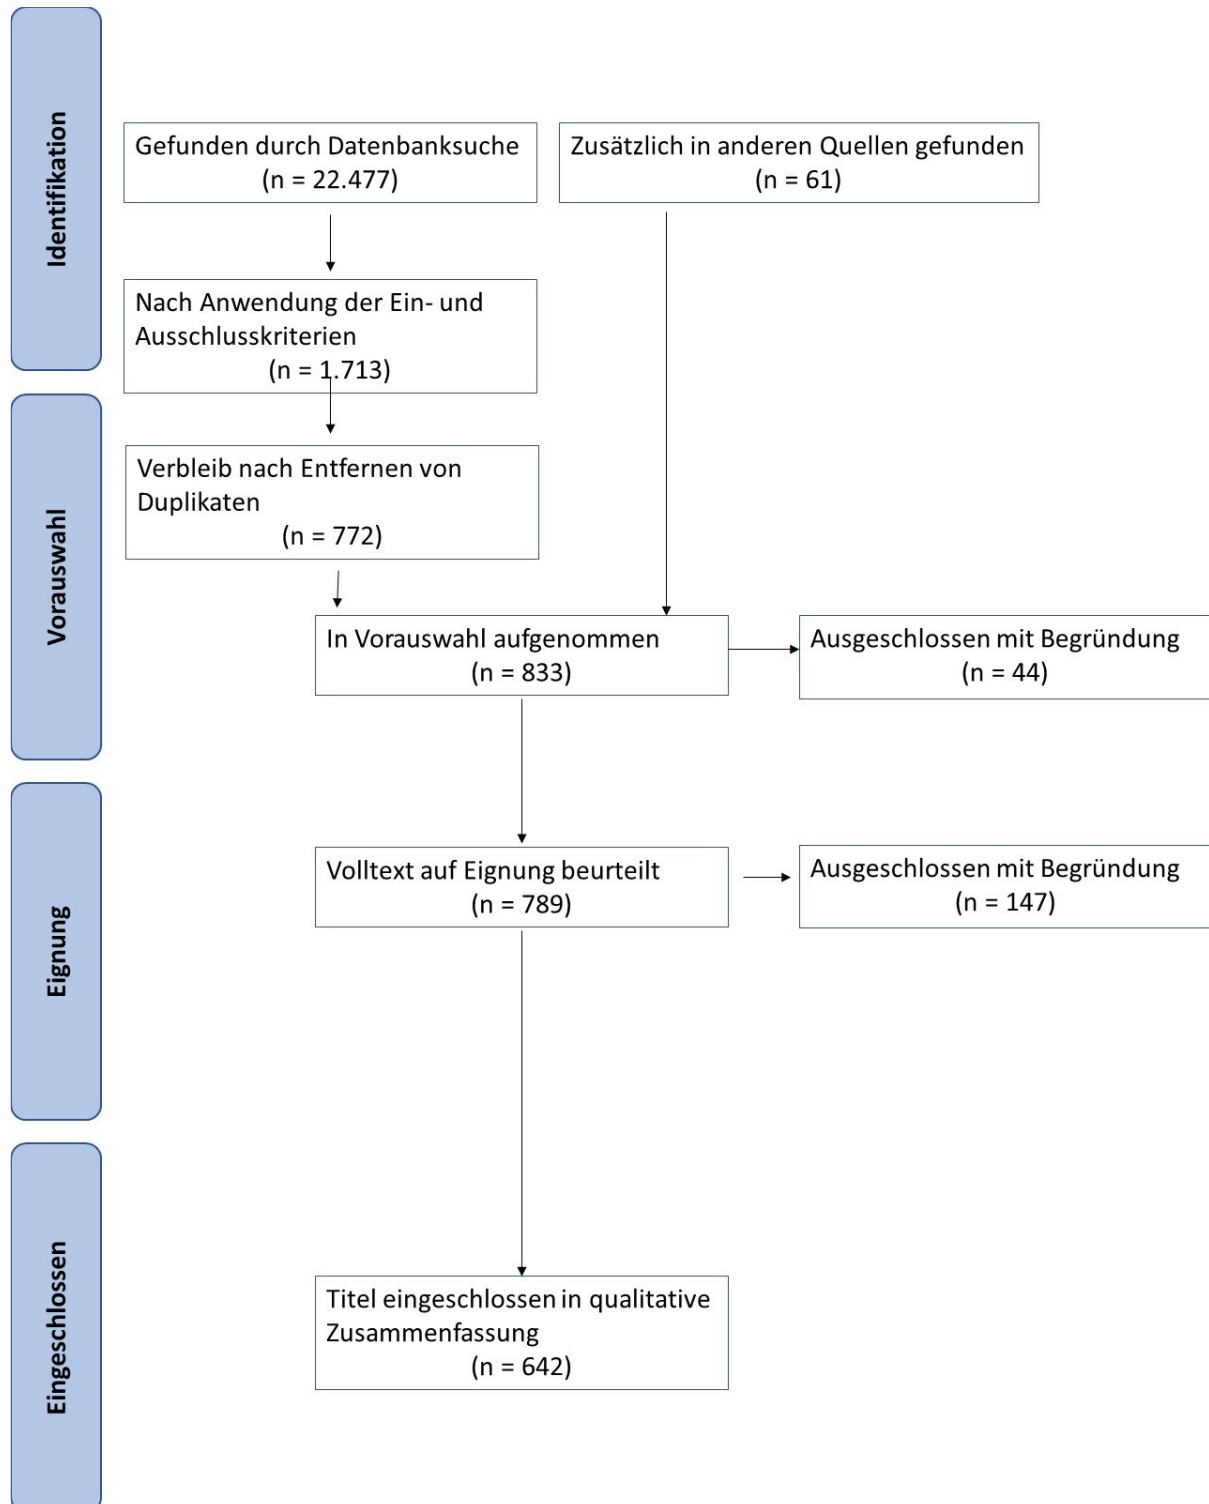 Identifikation
Gefunden durch Datenbanksuche
(n = 22.477)
Zusätzlich in anderen Quellen gefunden
(n = 61)
Nach Anwendung der Ein- und
Ausschlusskriterien
(n = 1.713)
Vorauswahl
Verbleib nach Entfernen von
Duplikaten
(n = 772)
In Vorauswahl aufgenommen
(n = 833)
Ausgeschlossen mit Begründung
(n = 44)
Eignung
Volltext auf Eignung beurteilt
(n = 789)
Ausgeschlossen mit Begründung
(n = 147)
Eingeschlossen
Titel eingeschlossen in qualitative
Zusammenfassung
(n = 642)